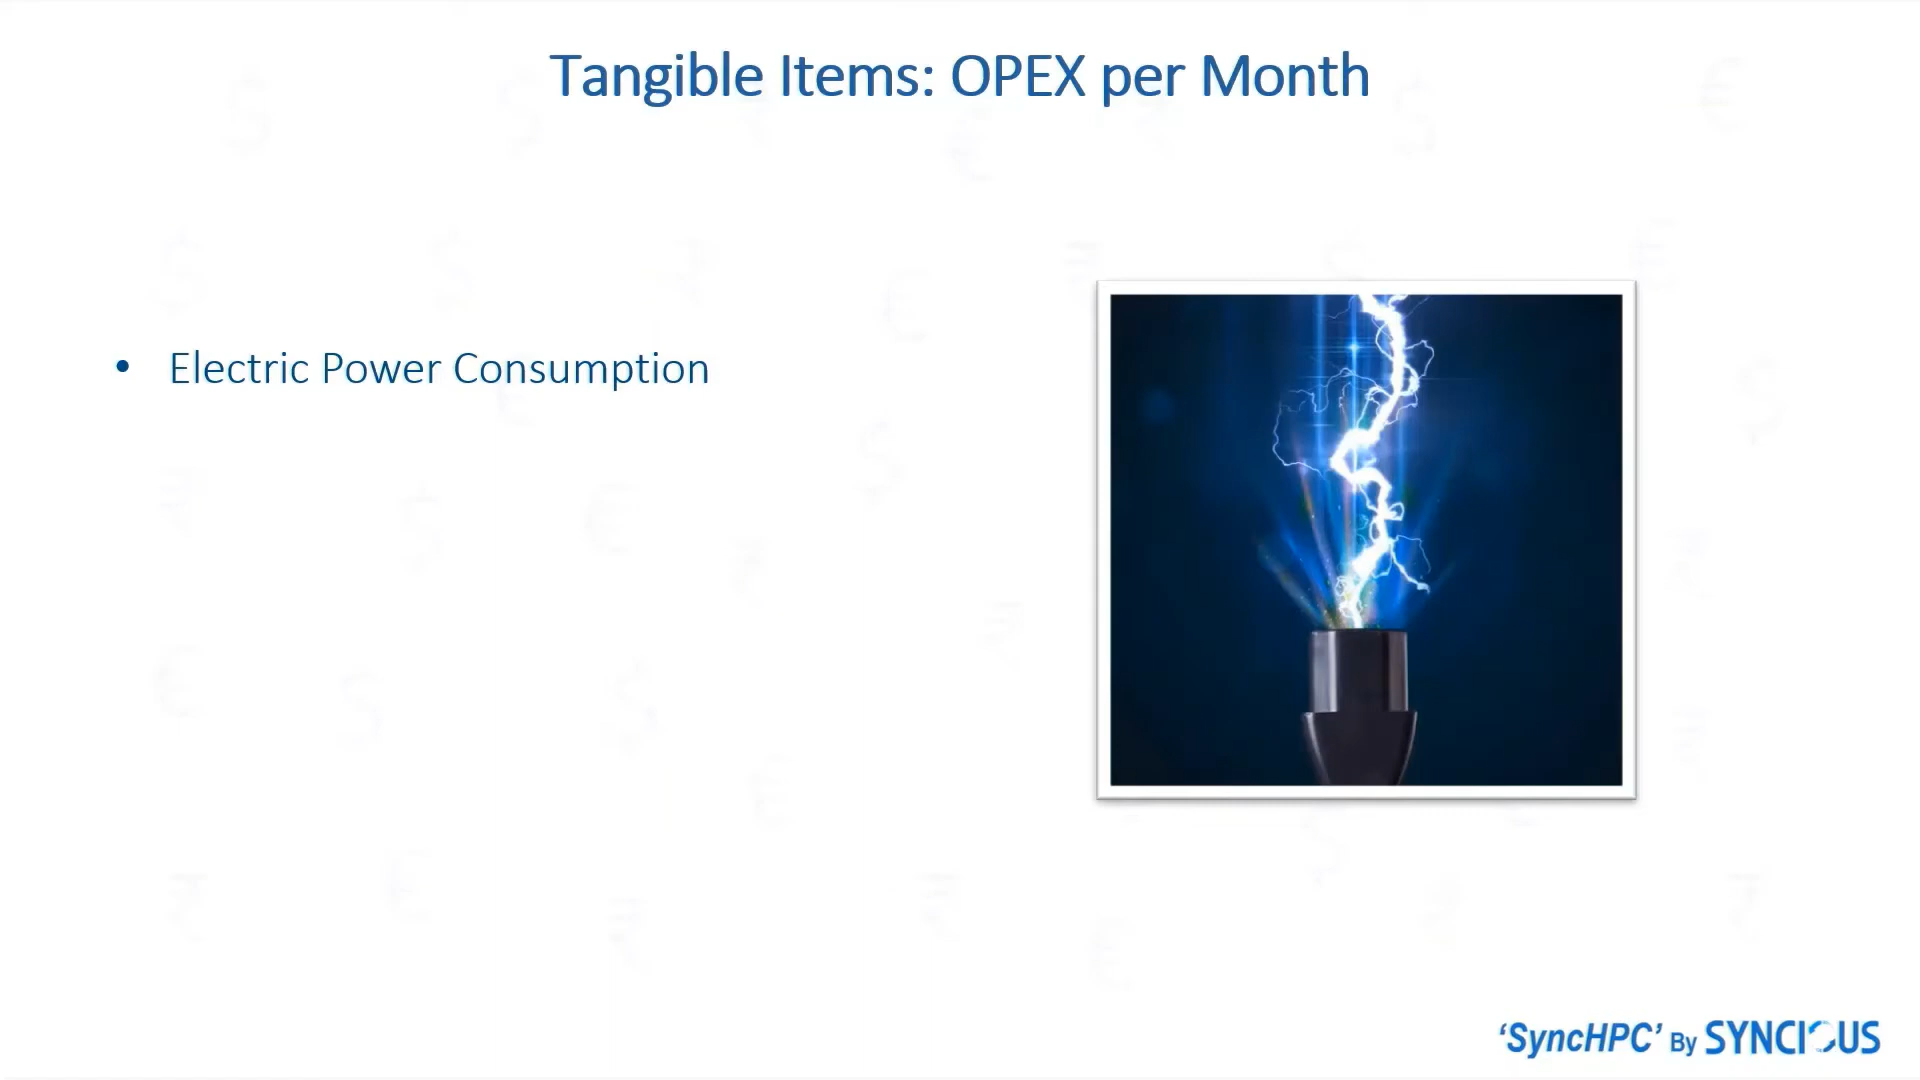 Tangible Items: OPEX per Month
• Electric Power Consumption
‘SyncHPC’ By SYNCIOUS